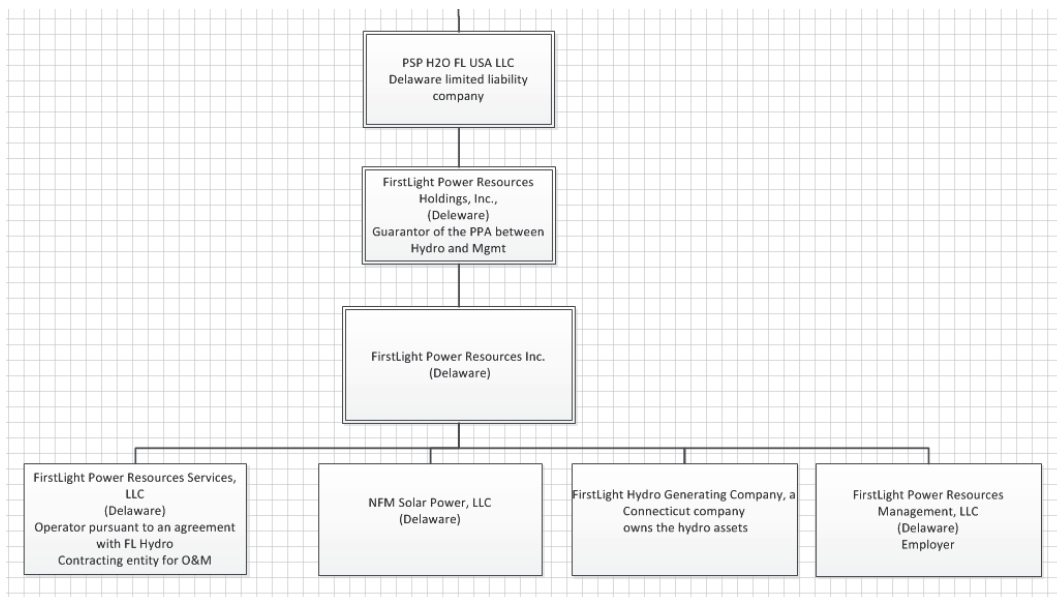 PSP H2O FL USA LLC
Delaware limited liability
company
FirstLight Power Resources
Holdings, Inc.,
(Deleware)
Guarantor of the PPA between
Hydro and Mgmt
FirstLight Power Resources Inc.
(Delaware)
FirstLight Power Resources Services,
LLC
(Delaware)
Operator pursuant to an agreement
with FL Hydro
Contracting entity for O&M
NFM Solar Power, LLC
(Delaware)
FirstLight Hydro Generating Company, a
Connecticut company
owns the hydro assets
FirstLight Power Resources
Management, LLC
(Delaware)
Employer